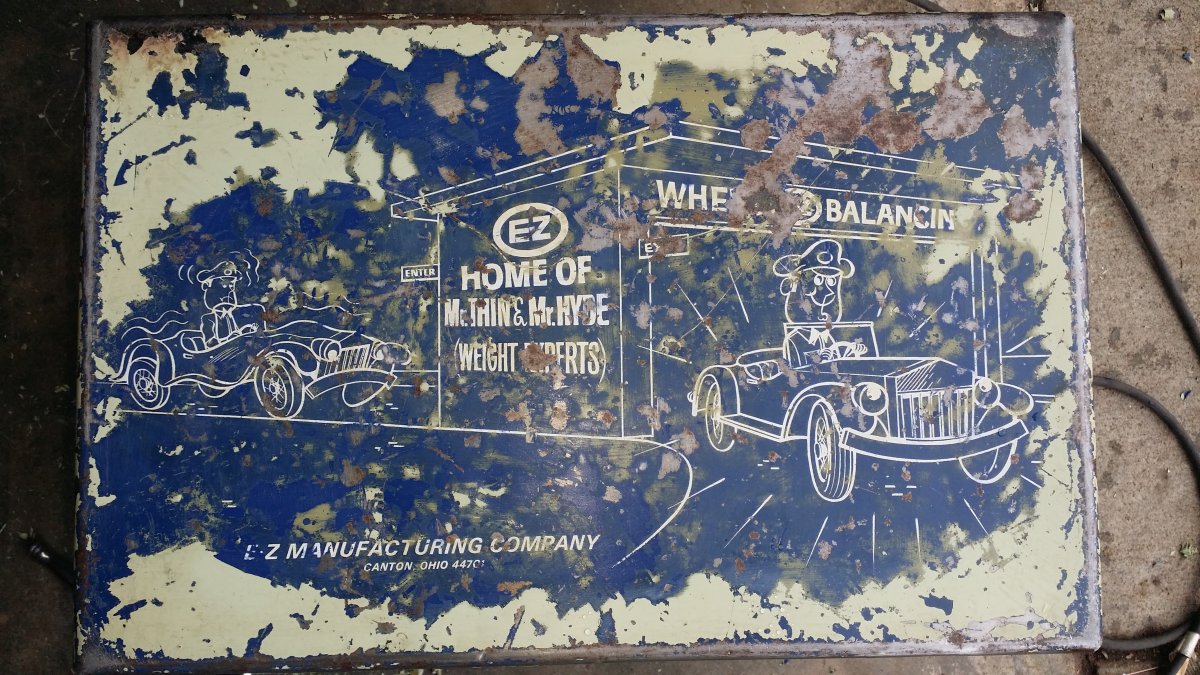 E-Z
HOME OF
Mr. THIN & Mr. HYDE
(WEIGHT EXPERTS)
ENTER
BALANCIN
E-Z MANUFACTURING COMPANY
CANTON, OHIO